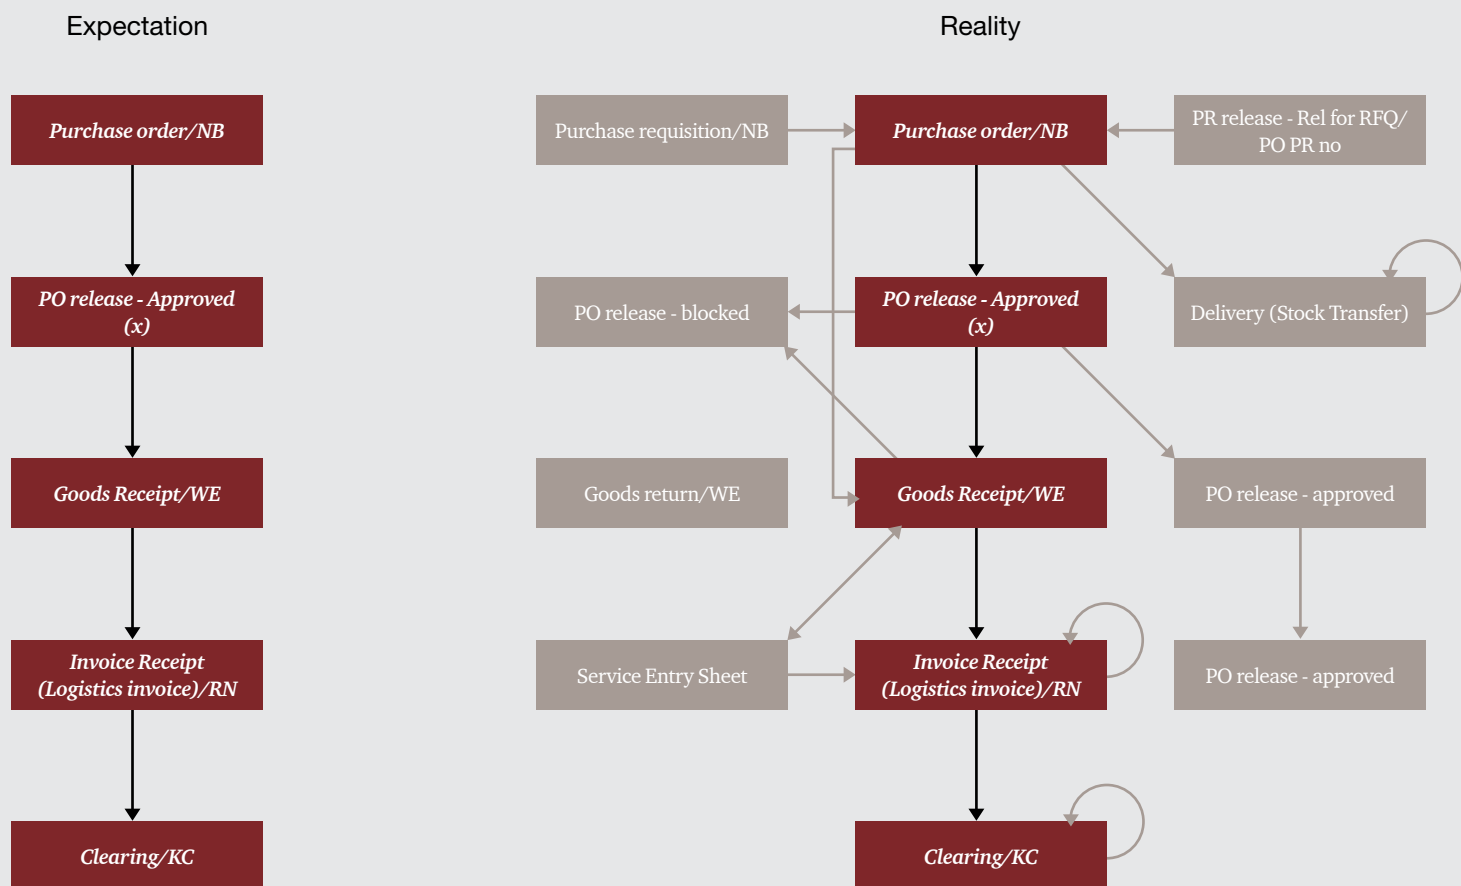 Expectation
Purchase order/NB
PO release - Approved
(x)
Goods Receipt/WE
Invoice Receipt
(Logistics invoice)/RN
Clearing/KC
Reality
Purchase requisition/NB
Purchase order/NB
PR release - Rel for RFQ/
PO PR no
PO release - blocked
PO release - Approved
(x)
Delivery (Stock Transfer)
Goods return/WE
Goods Receipt/WE
PO release - approved
Service Entry Sheet
Invoice Receipt
(Logistics invoice)/RN
PO release - approved
Clearing/KC